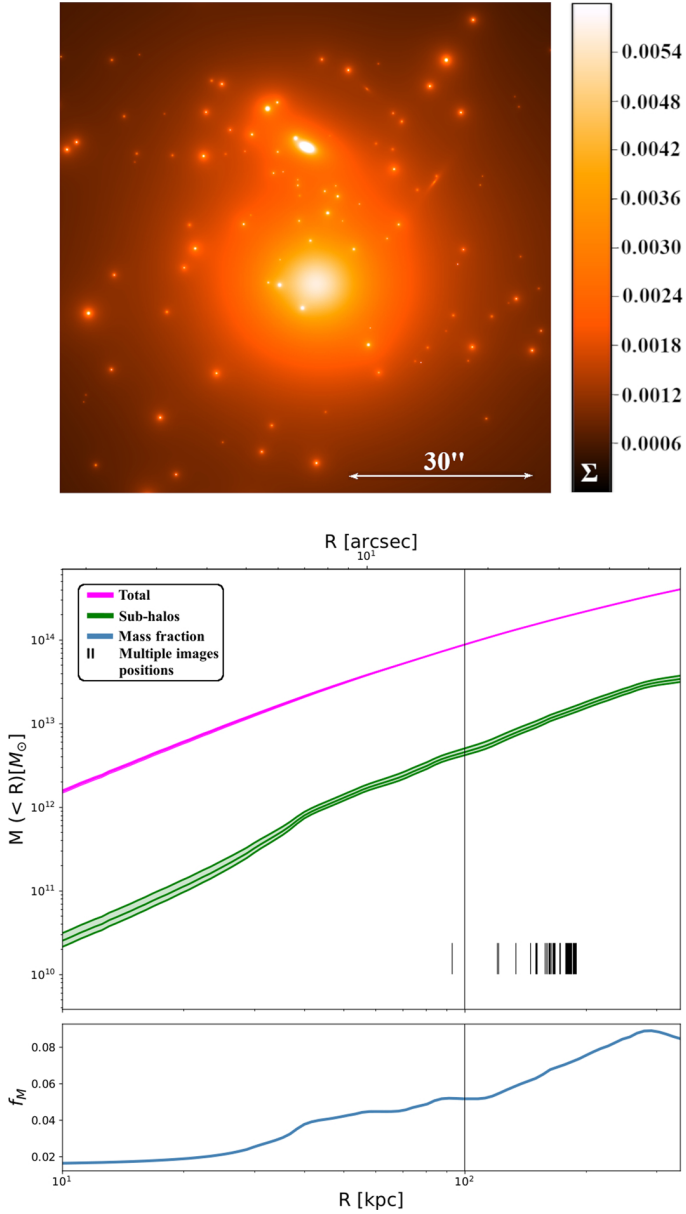 0.0054
0.0048
0.0042
0.0036
0.0030
0.0024
0.0018
0.0012
0.0006
30"
Σ
R [arcsec]
10¹
Total
Sub-halos
Mass fraction
Multiple images
positions
M (< R)[M⊙]
10¹⁴
10¹³
10¹²
10¹¹
10¹⁰
f_M
0.08
0.06
0.04
0.02
10¹
10²
R [kpc]